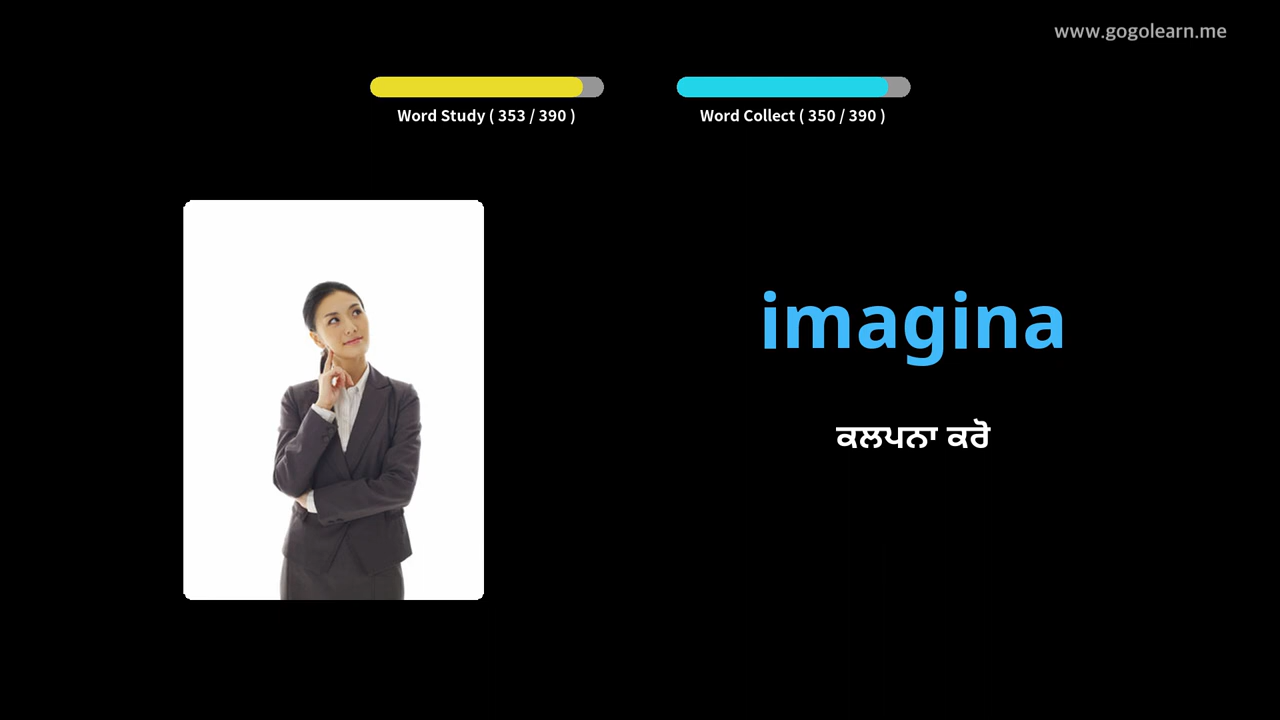 www.gogolearn.me
Word Study ( 353 / 390 )
Word Collect ( 350 / 390 )
imagina
ਕਲਪਨਾ ਕਰੋ